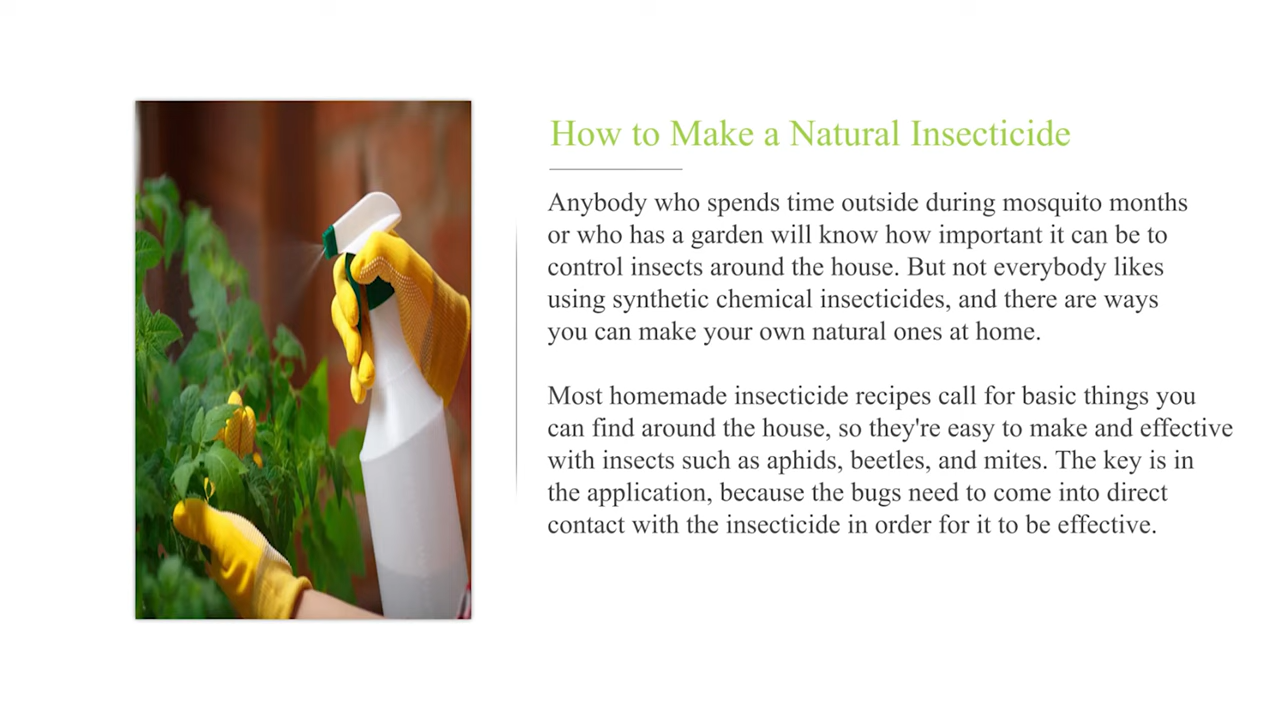 How to Make a Natural Insecticide
Anybody who spends time outside during mosquito months
or who has a garden will know how important it can be to
control insects around the house. But not everybody likes
using synthetic chemical insecticides, and there are ways
you can make your own natural ones at home.
Most homemade insecticide recipes call for basic things you
can find around the house, so they're easy to make and effective
with insects such as aphids, beetles, and mites. The key is in
the application, because the bugs need to come into direct
contact with the insecticide in order for it to be effective.